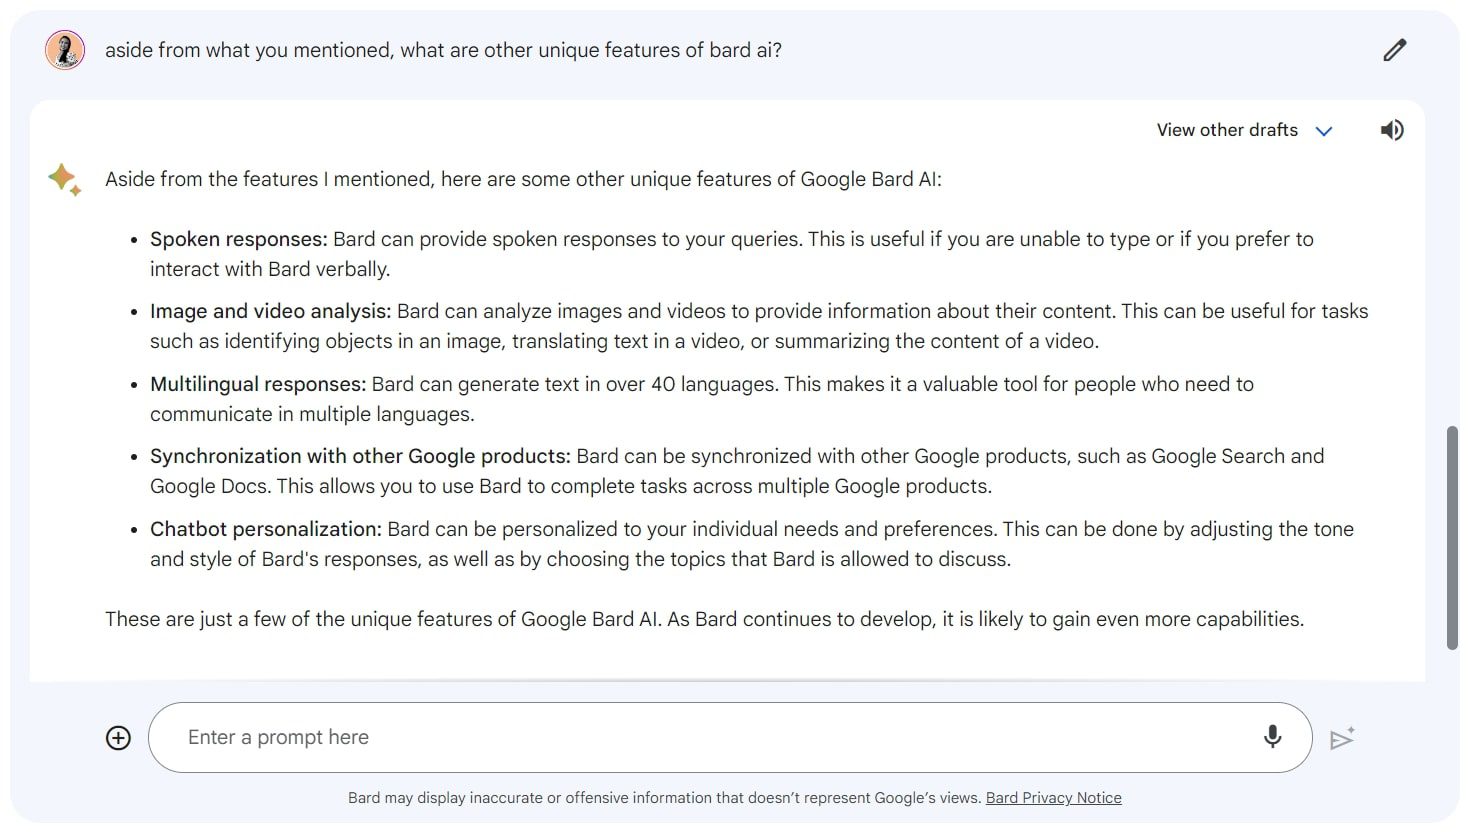 aside from what you mentioned, what are other unique features of bard ai?
View other drafts
Aside from the features I mentioned, here are some other unique features of Google Bard AI:
• Spoken responses: Bard can provide spoken responses to your queries. This is useful if you are unable to type or if you prefer to
interact with Bard verbally.
• Image and video analysis: Bard can analyze images and videos to provide information about their content. This can be useful for tasks
such as identifying objects in an image, translating text in a video, or summarizing the content of a video.
• Multilingual responses: Bard can generate text in over 40 languages. This makes it a valuable tool for people who need to
communicate in multiple languages.
• Synchronization with other Google products: Bard can be synchronized with other Google products, such as Google Search and
Google Docs. This allows you to use Bard to complete tasks across multiple Google products.
• Chatbot personalization: Bard can be personalized to your individual needs and preferences. This can be done by adjusting the tone
and style of Bard's responses, as well as by choosing the topics that Bard is allowed to discuss.
These are just a few of the unique features of Google Bard AI. As Bard continues to develop, it is likely to gain even more capabilities.
Enter a prompt here
Bard may display inaccurate or offensive information that doesn’t represent Google’s views. Bard Privacy Notice